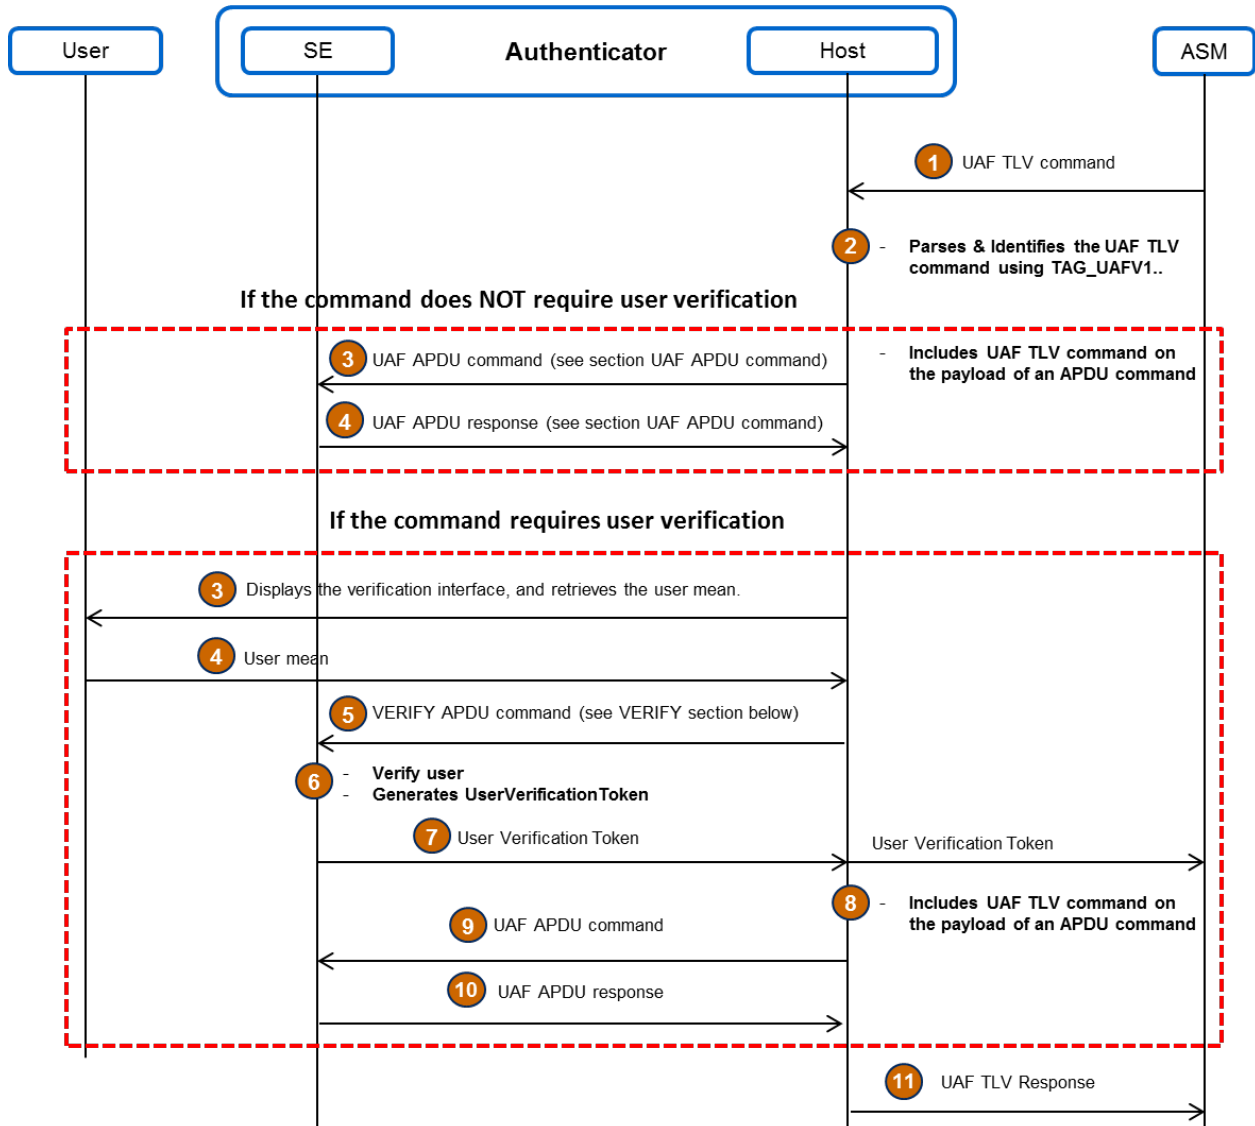 User
SE
Authenticator
Host
ASM
1 UAF TLV command
2 - Parses & Identifies the UAF TLV
command using TAG_UAFV1..
If the command does NOT require user verification
3 UAF APDU command (see section UAF APDU command)
- Includes UAF TLV command on
the payload of an APDU command
4 UAF APDU response (see section UAF APDU command)
If the command requires user verification
3 Displays the verification interface, and retrieves the user mean.
4 User mean
5 VERIFY APDU command (see VERIFY section below)
6 - Verify user
- Generates UserVerificationToken
7 User Verification Token
User Verification Token
8 - Includes UAF TLV command on
the payload of an APDU command
9 UAF APDU command
10 UAF APDU response
11 UAF TLV Response